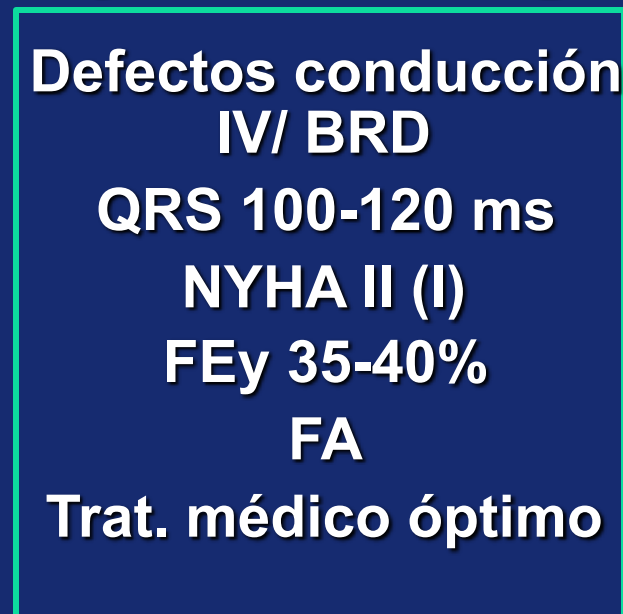 Defectos conducción
IV/ BRD
QRS 100-120 ms
NYHA II (I)
FEy 35-40%
FA
Trat. médico óptimo